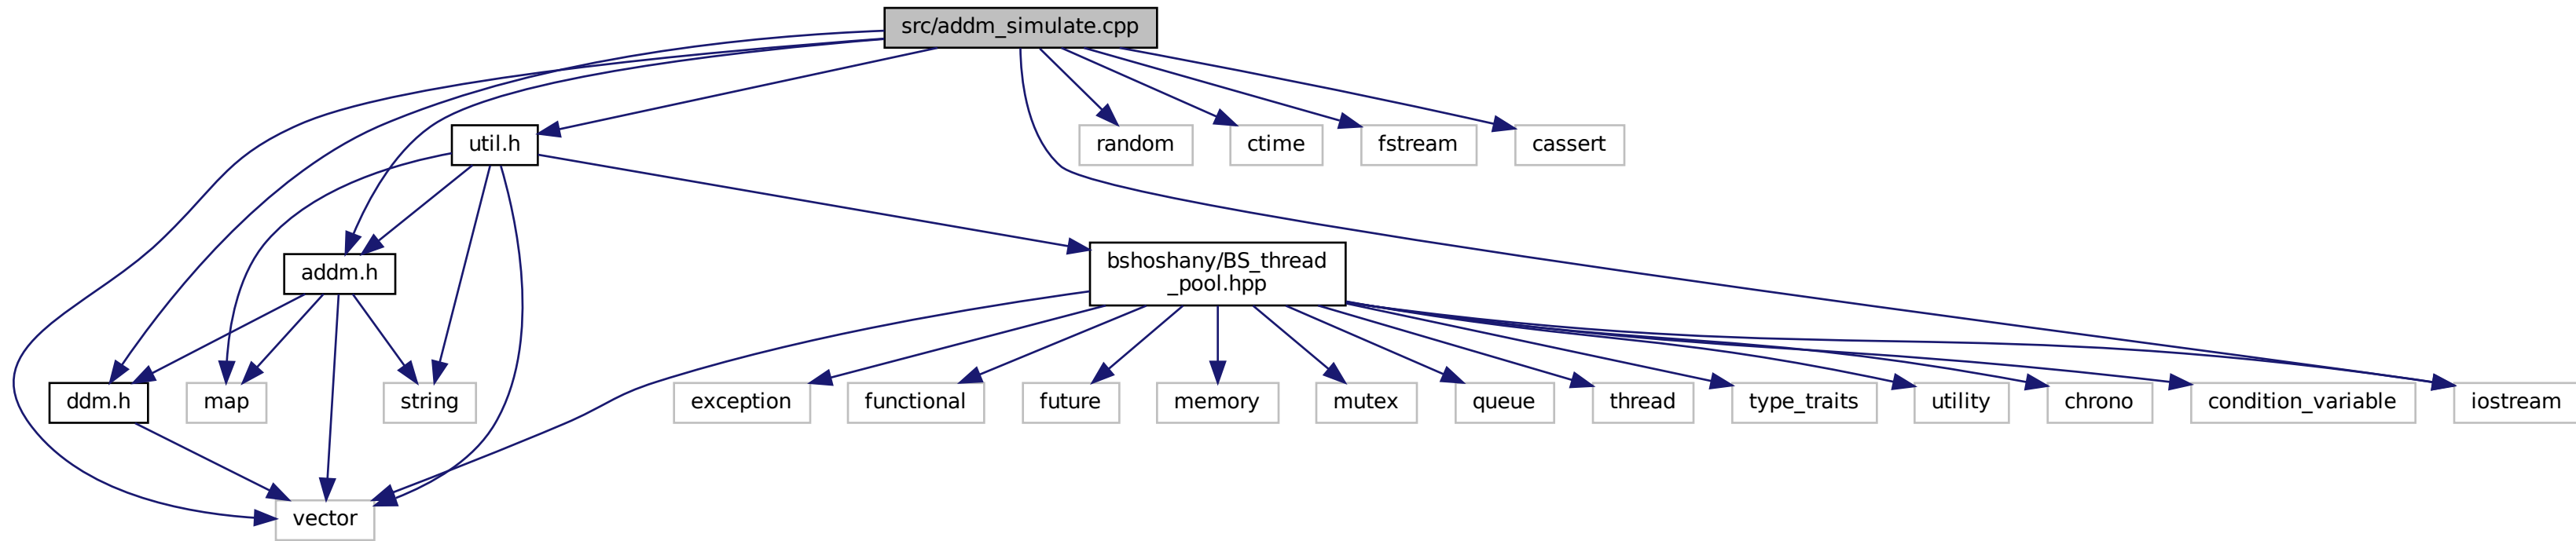 src/addm_simulate.cpp
util.h
random
ctime
fstream
cassert
addm.h
bshoshany/BS_thread
_pool.hpp
ddm.h
map
string
exception
functional
future
memory
mutex
queue
thread
type_traits
utility
chrono
condition_variable
iostream
vector